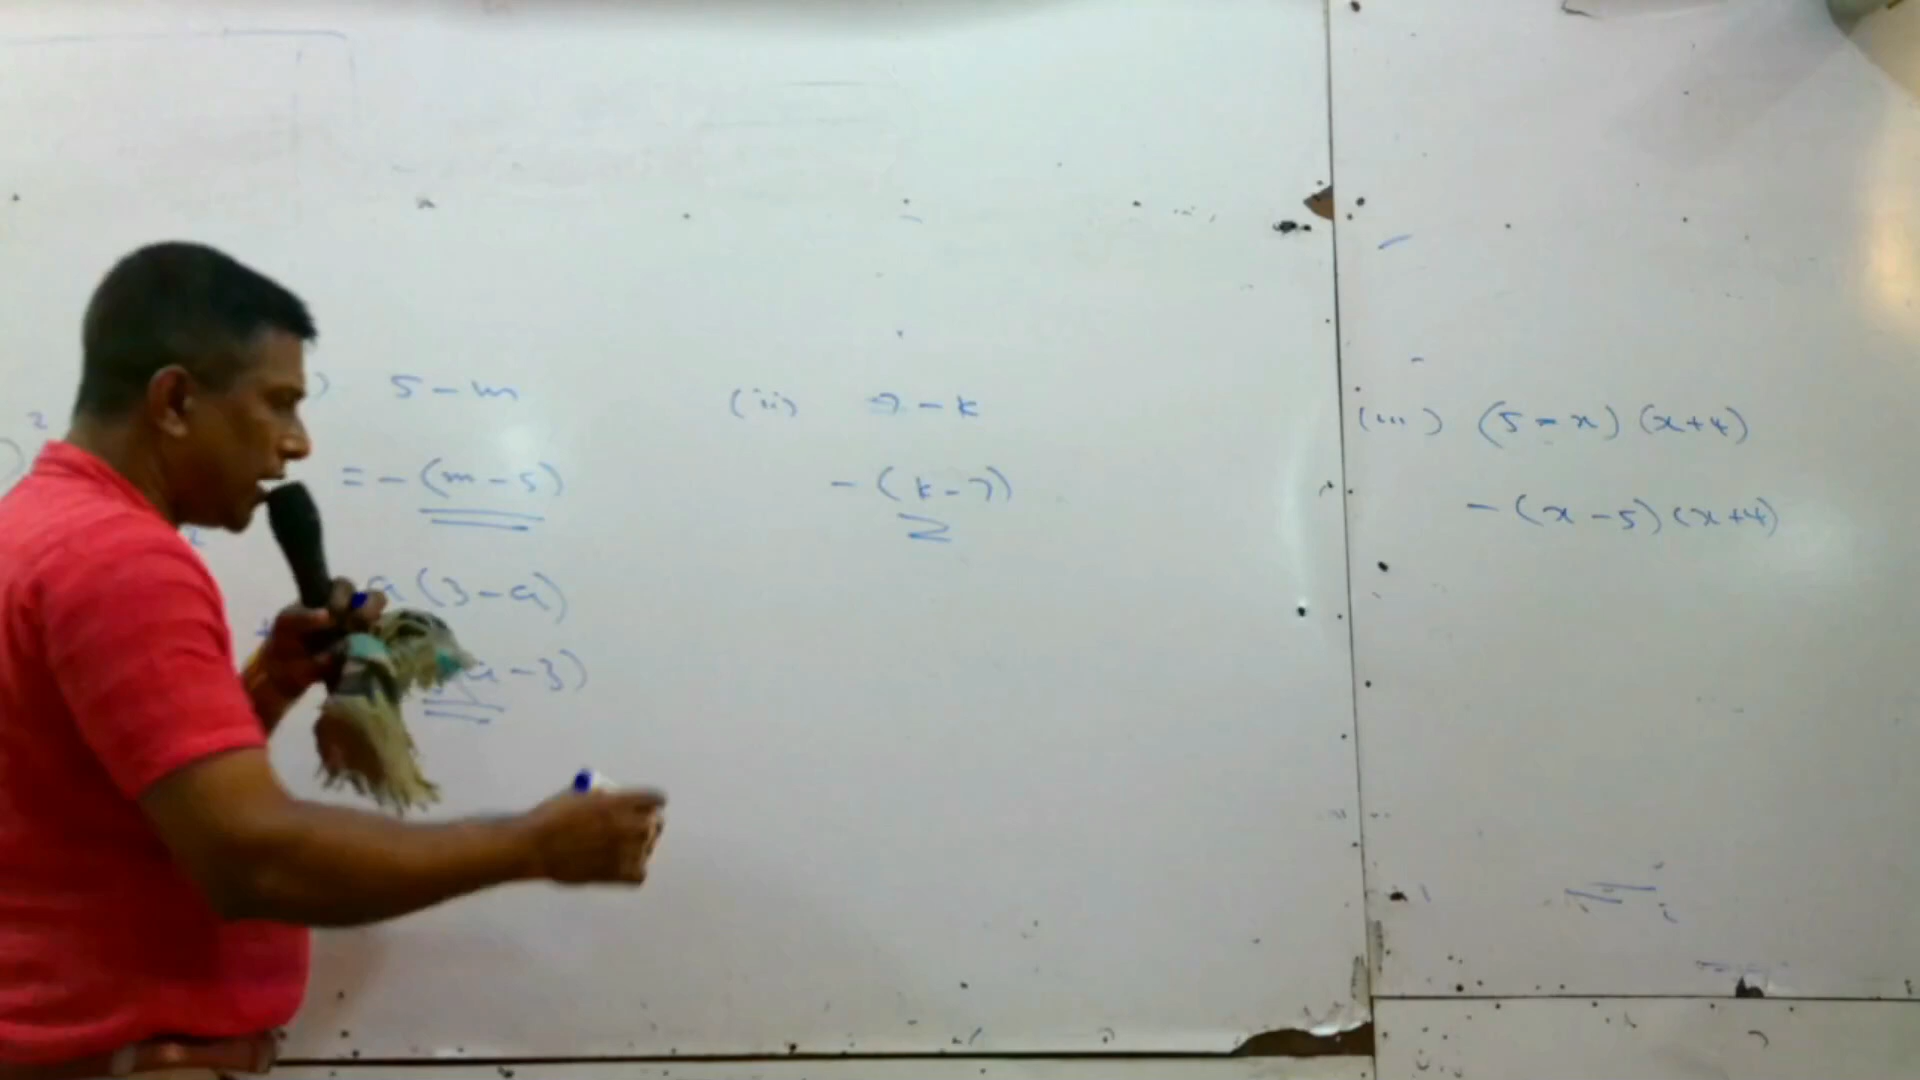 5 - m
= - (m - 5)
a (3 - a)
a - 3)
(ii) 7 - k
- (k - 7)
(iii) (5 - x) (x + 4)
- (x - 5) (x + 4)